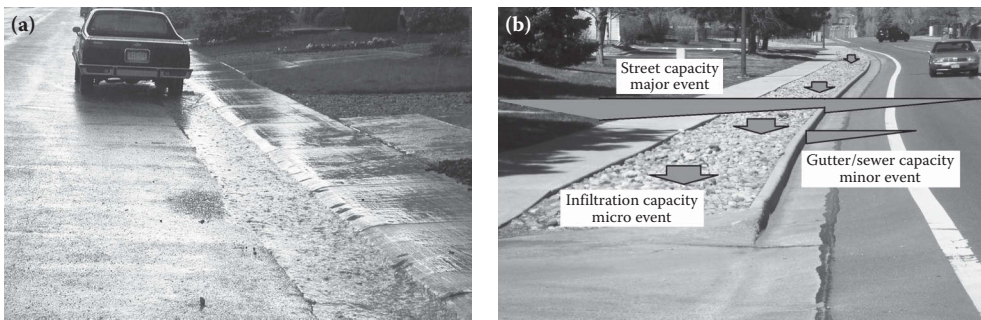 (a)
(b)
Street capacity
major event
Gutter/sewer capacity
minor event
Infiltration capacity
micro event